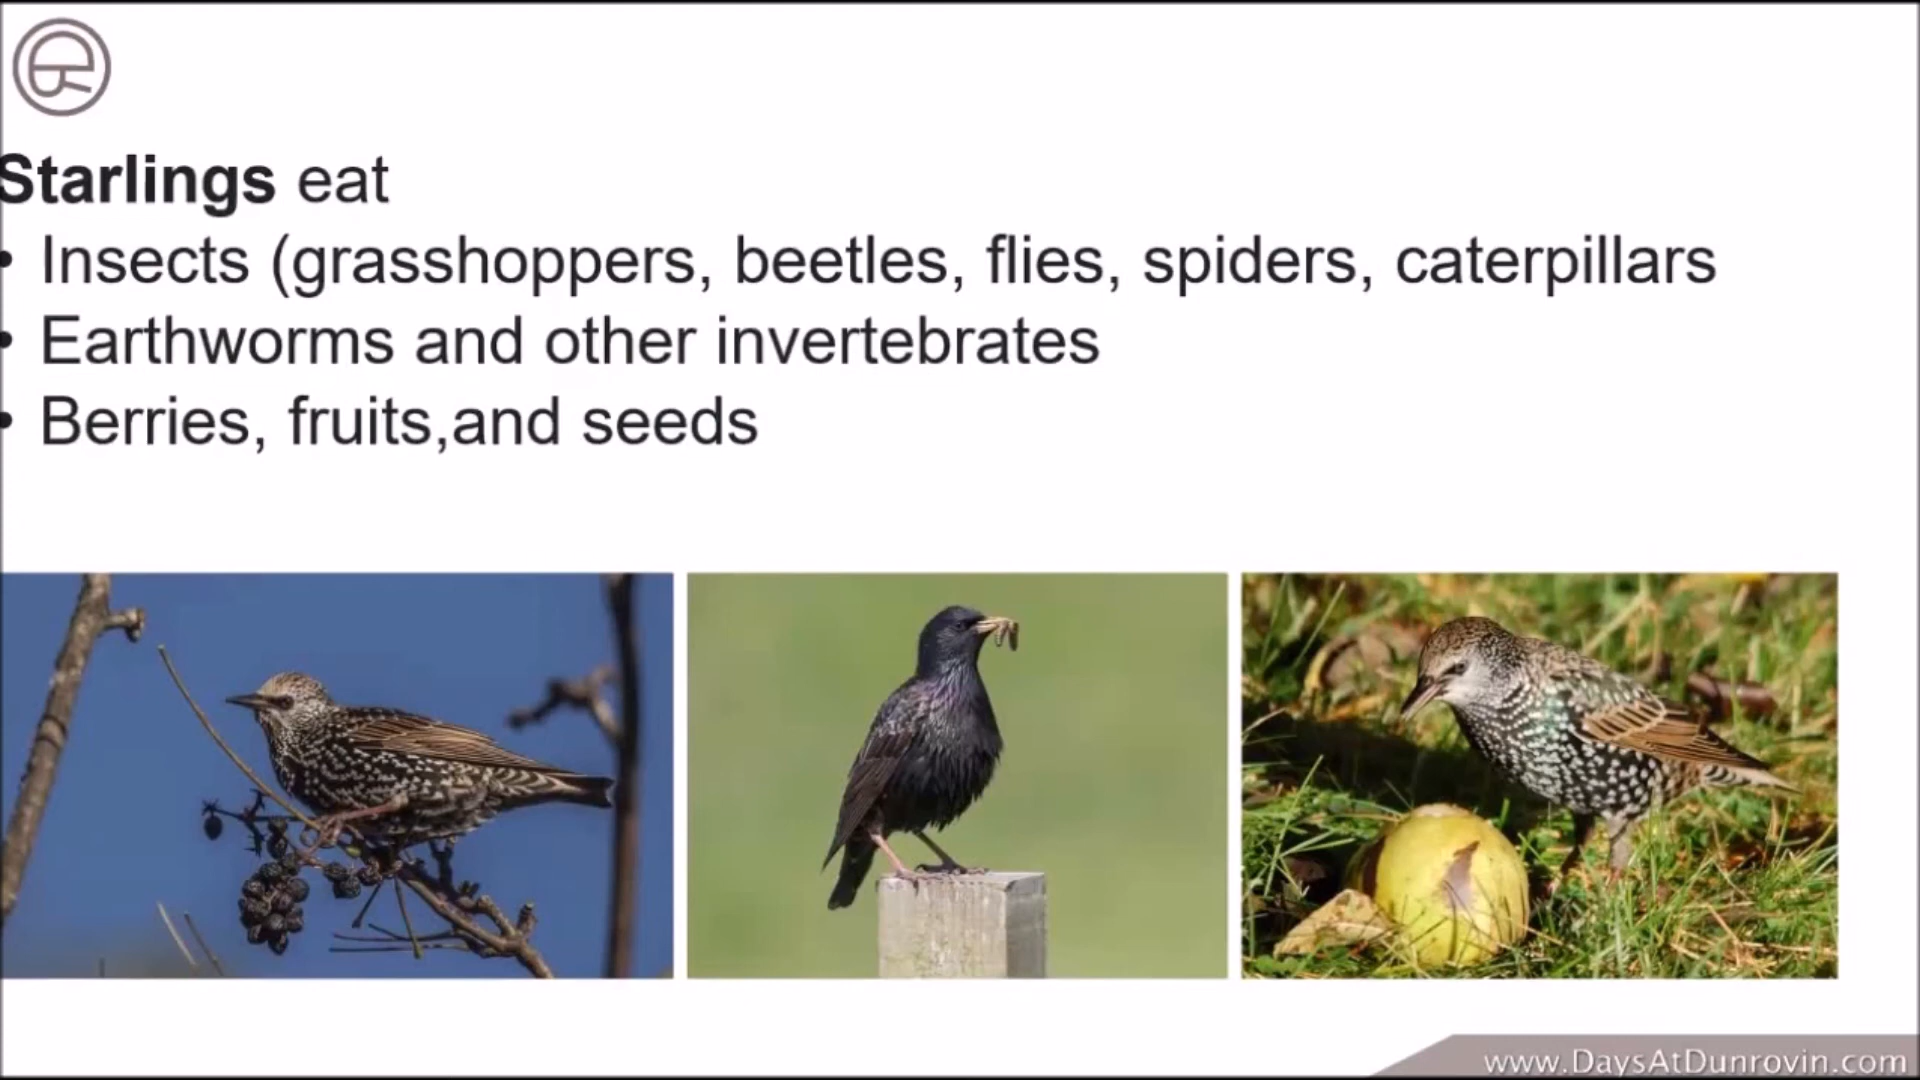 Starlings eat
• Insects (grasshoppers, beetles, flies, spiders, caterpillars
• Earthworms and other invertebrates
• Berries, fruits,and seeds
www.DaysAtDunrovin.com